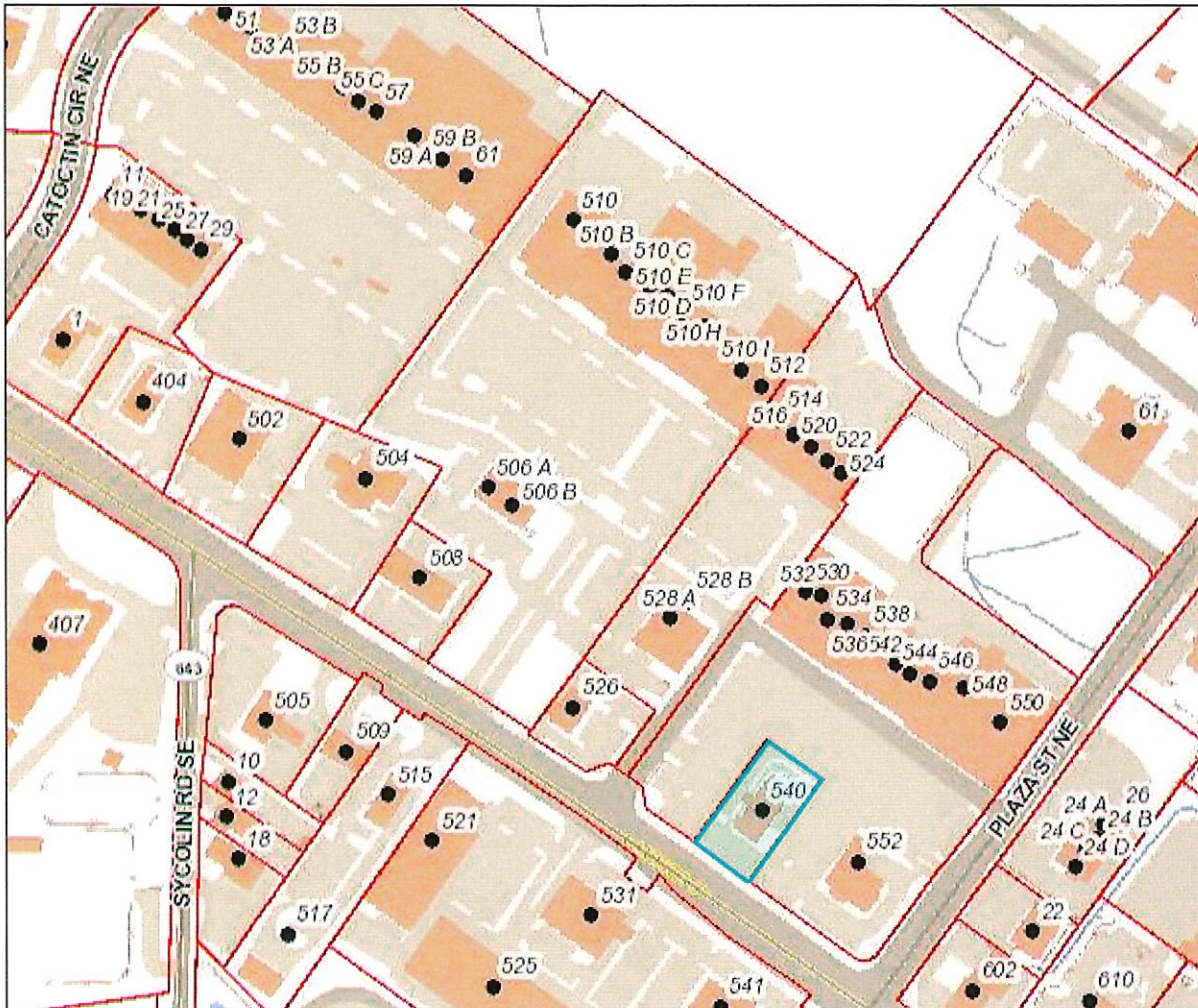 51
53 B
53 A
55 B
55 C
57
59 B
59 A
61
CATOCTIN CIR NE
11
19
21
25
27
29
1
404
502
504
506 A
506 B
508
510
510 B
510 C
510 E
510 D
510 F
510 H
510 I
512
514
516
520
522
524
61
528 B
528 A
532
530
534
538
536
542
544
546
548
550
526
407
643
505
509
10
12
18
515
521
517
SYCOLIN RD SE
531
525
541
540
552
PLAZA ST NE
26
24 A
24 B
24 C
24 D
22
602
610